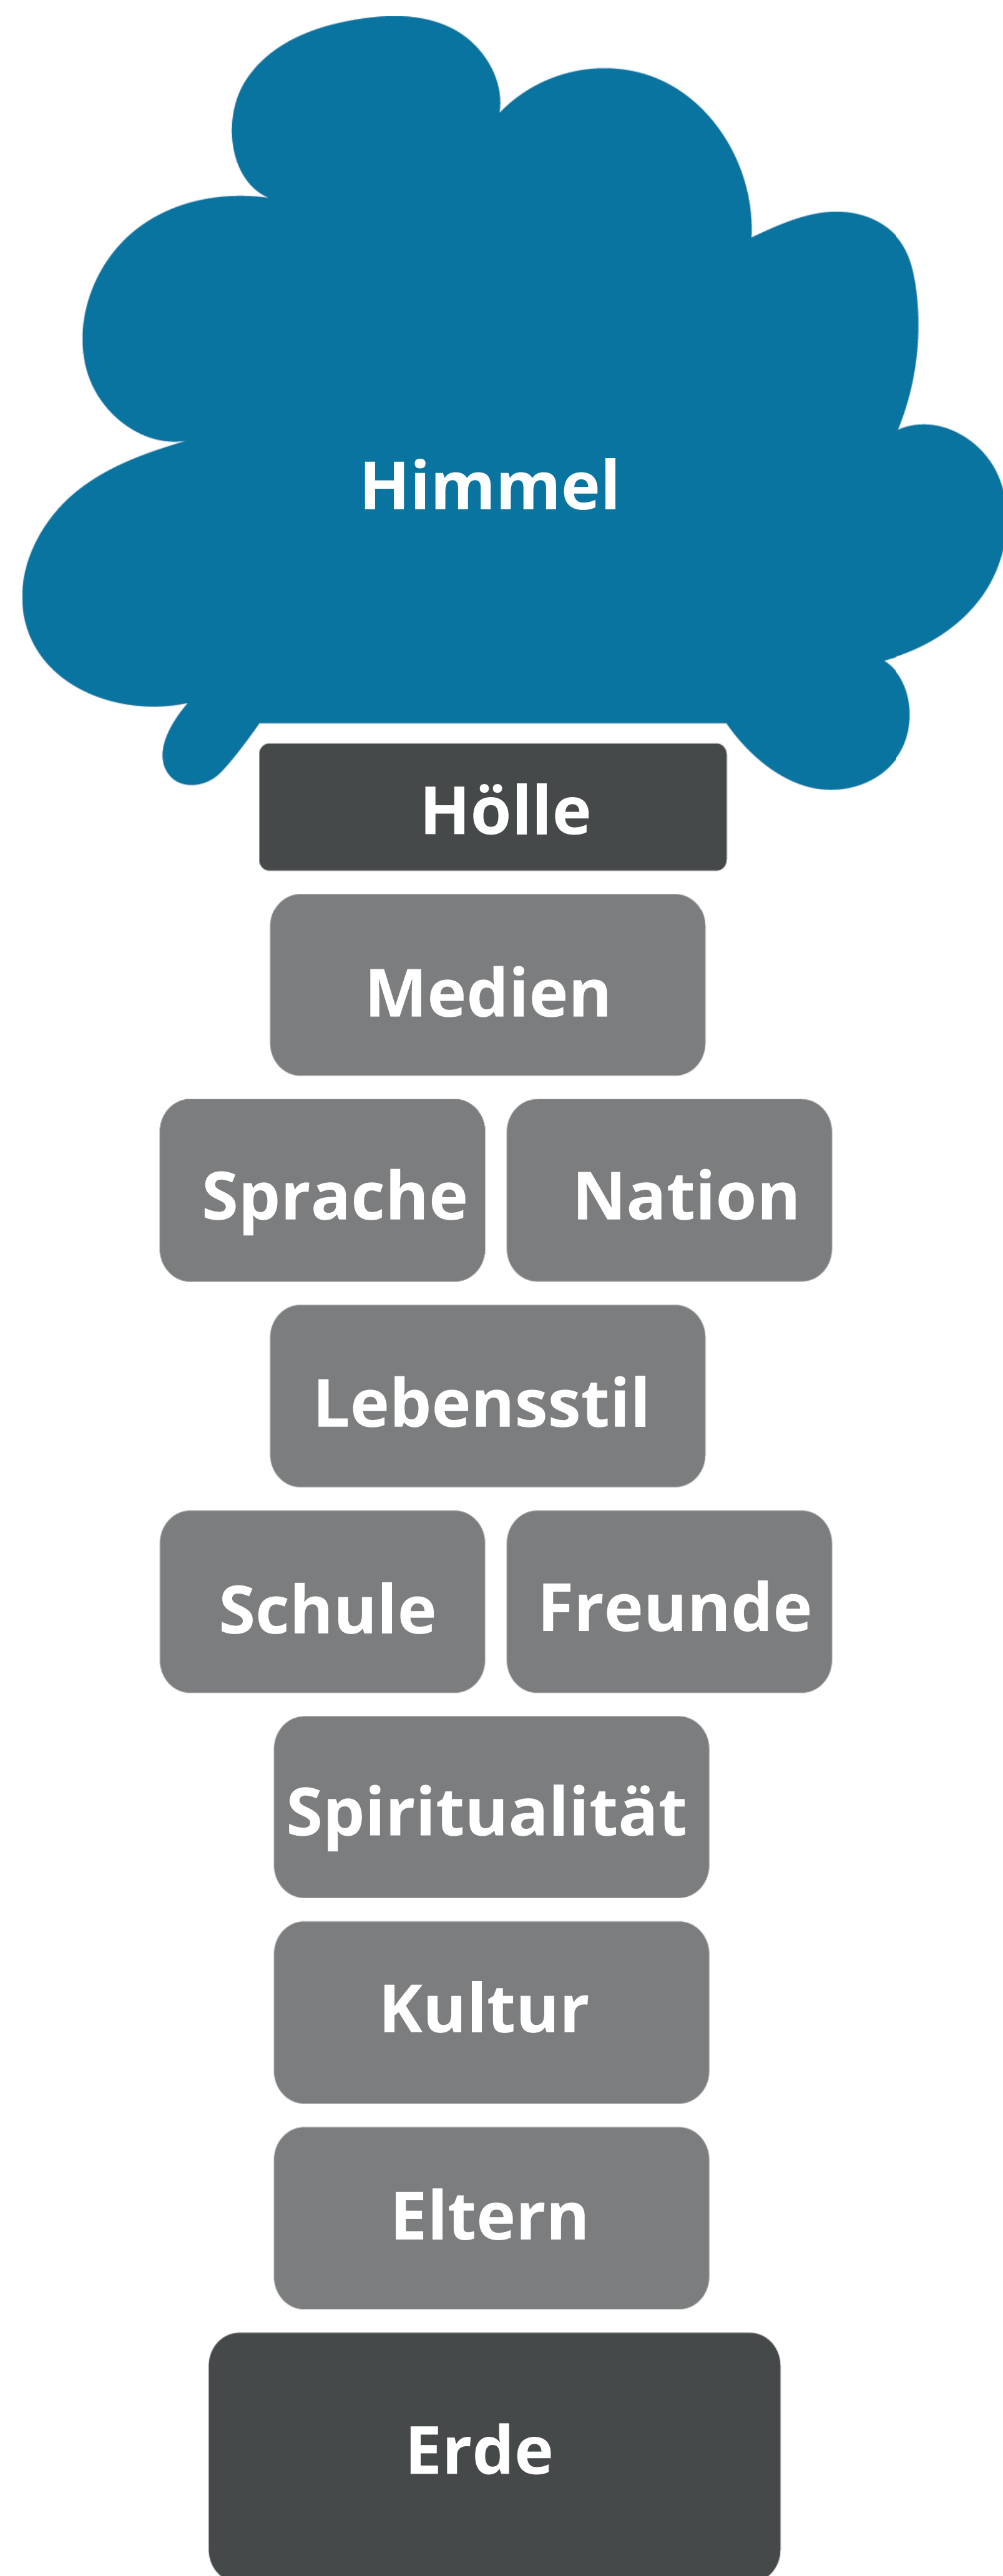 Himmel
Hölle
Medien
Sprache
Nation
Lebensstil
Schule
Freunde
Spiritualität
Kultur
Eltern
Erde